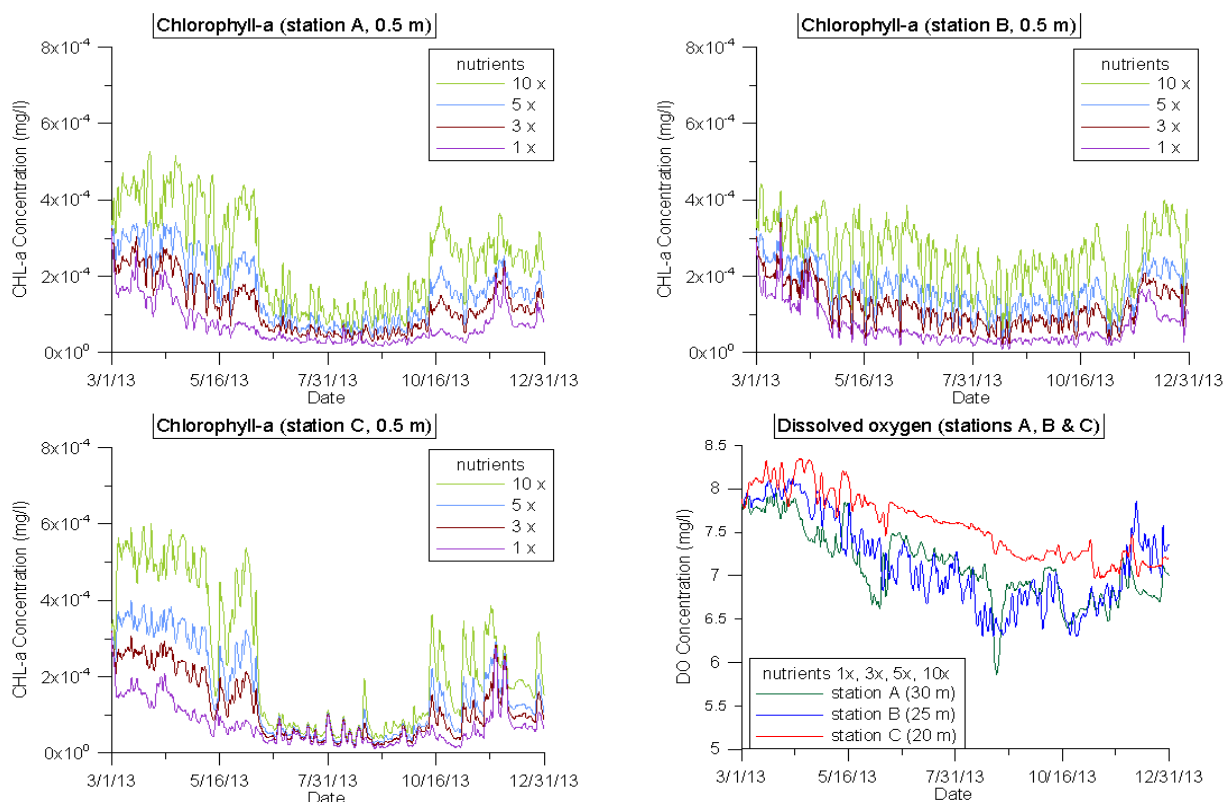 Chlorophyll-a (station A, 0.5 m)
CHL-a Concentration (mg/l)
8x10⁻⁴
6x10⁻⁴
4x10⁻⁴
2x10⁻⁴
0x10⁰
nutrients
10 x
5 x
3 x
1 x
3/1/13 5/16/13 7/31/13 10/16/13 12/31/13
Date
Chlorophyll-a (station B, 0.5 m)
CHL-a Concentration (mg/l)
8x10⁻⁴
6x10⁻⁴
4x10⁻⁴
2x10⁻⁴
0x10⁰
nutrients
10 x
5 x
3 x
1 x
3/1/13 5/16/13 7/31/13 10/16/13 12/31/13
Date
Chlorophyll-a (station C, 0.5 m)
CHL-a Concentration (mg/l)
8x10⁻⁴
6x10⁻⁴
4x10⁻⁴
2x10⁻⁴
0x10⁰
nutrients
10 x
5 x
3 x
1 x
3/1/13 5/16/13 7/31/13 10/16/13 12/31/13
Date
Dissolved oxygen (stations A, B & C)
DO Concentration (mg/l)
8.5
8
7.5
7
6.5
6
5.5
5
nutrients 1x, 3x, 5x, 10x
station A (30 m)
station B (25 m)
station C (20 m)
3/1/13 5/16/13 7/31/13 10/16/13 12/31/13
Date